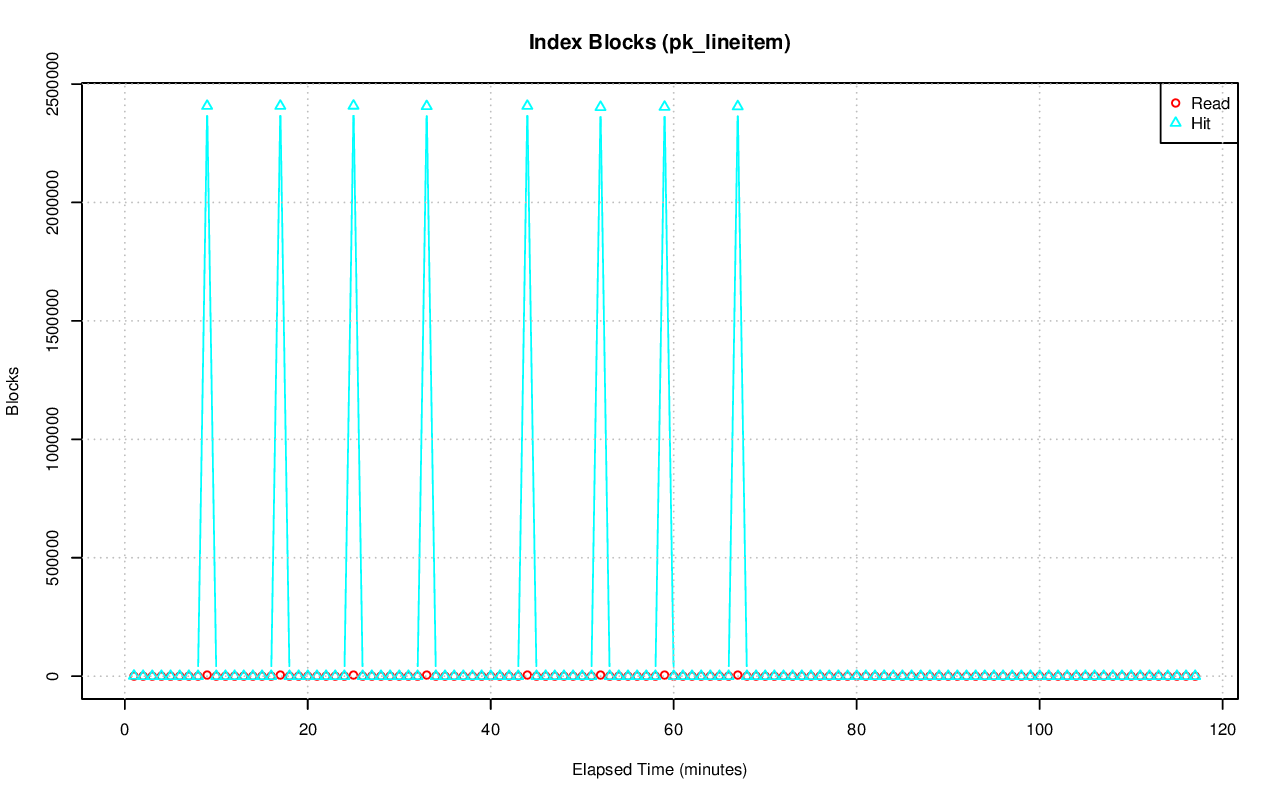 Index Blocks (pk_lineitem)
Read
Hit
Blocks
2500000
2000000
1500000
1000000
500000
0
0 20 40 60 80 100 120
Elapsed Time (minutes)